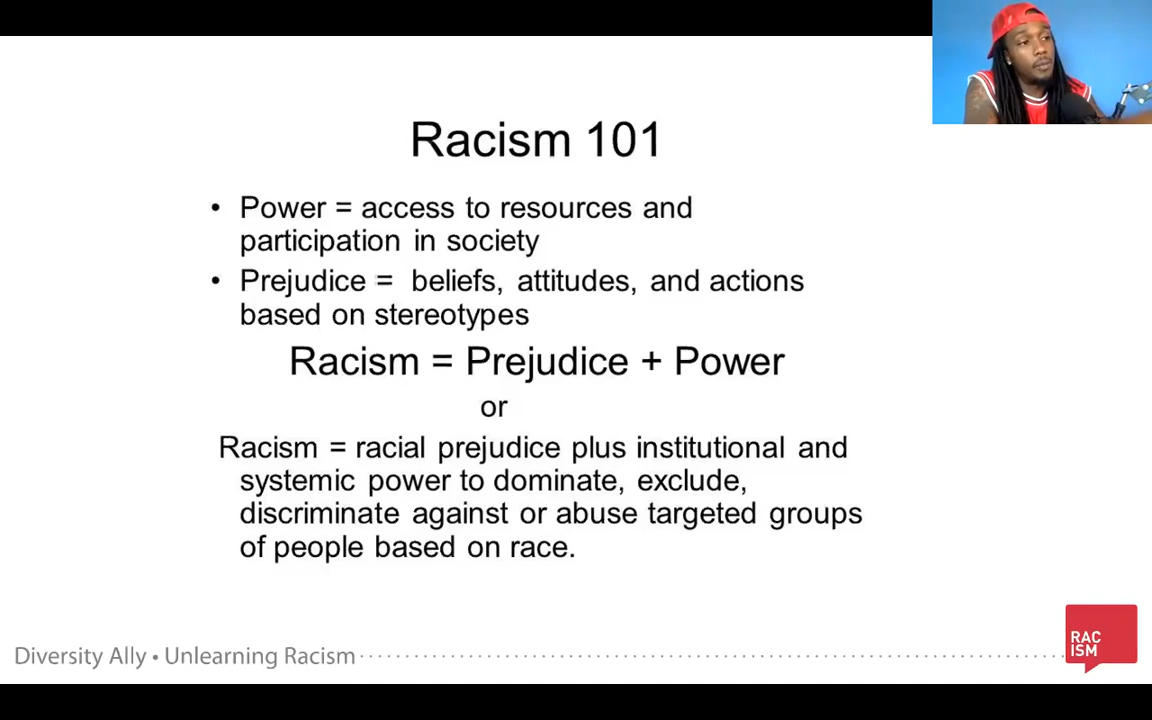 Racism 101
• Power = access to resources and
participation in society
• Prejudice = beliefs, attitudes, and actions
based on stereotypes
Racism = Prejudice + Power
or
Racism = racial prejudice plus institutional and
systemic power to dominate, exclude,
discriminate against or abuse targeted groups
of people based on race.
Diversity Ally • Unlearning Racism
RAC
ISM